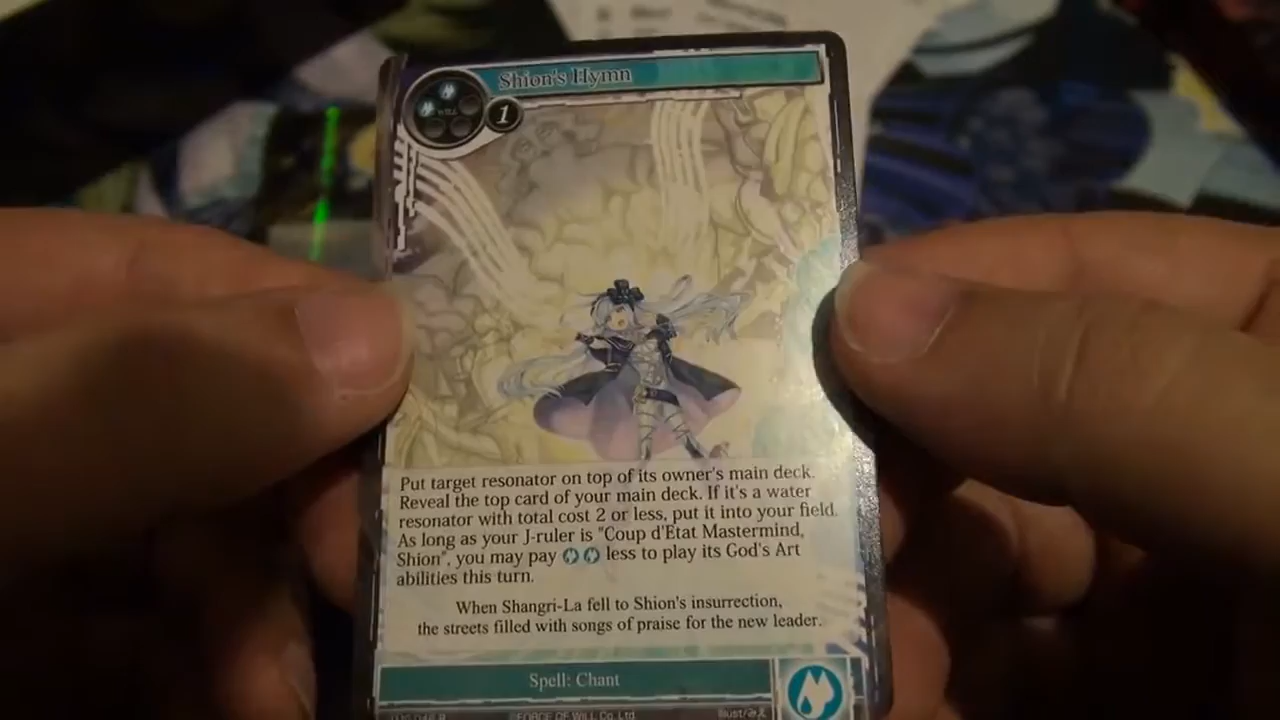 Shion's Hymn
WILL
1
Put target resonator on top of its owner's main deck.
Reveal the top card of your main deck. If it's a water
resonator with total cost 2 or less, put it into your field.
As long as your J-ruler is "Coup d'Etat Mastermind,
Shion", you may pay less to play its God's Art
abilities this turn.
When Shangri-La fell to Shion's insurrection,
the streets filled with songs of praise for the new leader.
Spell: Chant
©FORCE OF WILL Co.,Ltd.